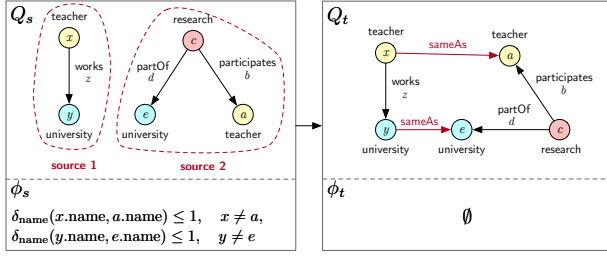 Q_s
teacher
x
works
z
y
university
source 1
research
c
partOf
d
participates
b
e
university
a
teacher
source 2
ϕ_s
δ_name(x.name, a.name) ≤ 1, x ≠ a,
δ_name(y.name, e.name) ≤ 1, y ≠ e
Q_t
teacher
x
sameAs
teacher
a
works
z
participates
b
y
university
sameAs
e
university
partOf
d
c
research
ϕ_t
∅